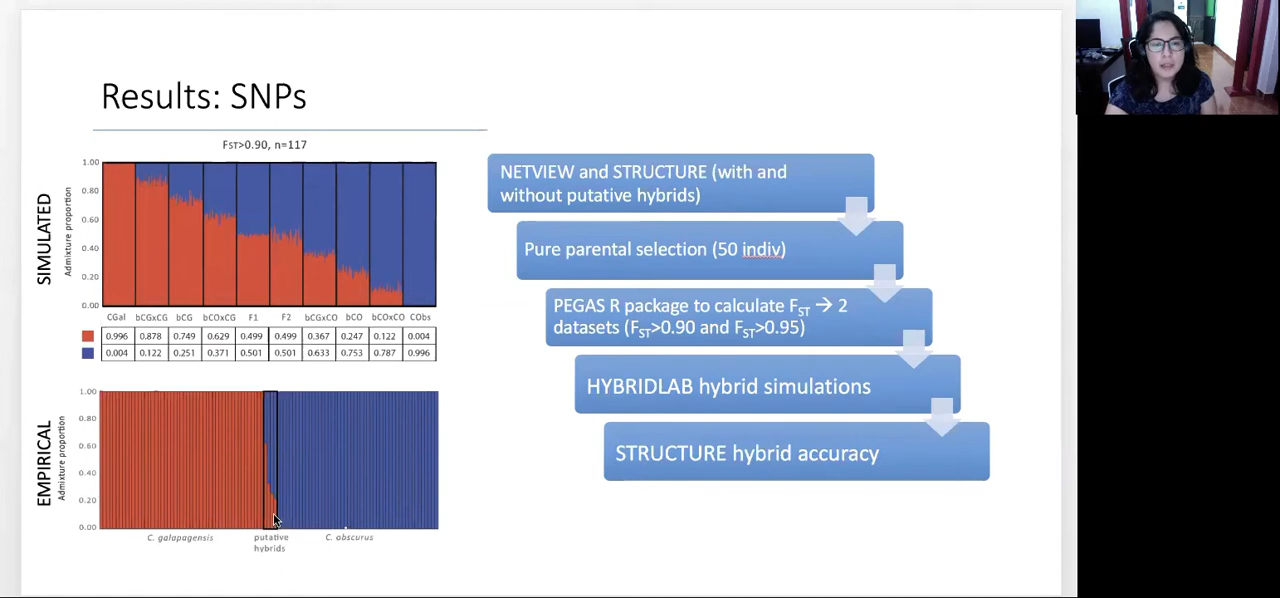 Results: SNPs
FST>0.90, n=117
SIMULATED
Admixture proportion
1.00
0.80
0.60
0.40
0.20
0.00
CGal bCGxCG bCG bCOxCG F1 F2 bCGxCO bCO bCOxCO CObs
0.996 0.878 0.749 0.629 0.499 0.499 0.367 0.247 0.122 0.004
0.004 0.122 0.251 0.371 0.501 0.501 0.633 0.753 0.787 0.996
EMPIRICAL
Admixture proportion
1.00
0.80
0.60
0.40
0.20
0.00
C. galapagensis
putative
hybrids
C. obscurus
NETVIEW and STRUCTURE (with and
without putative hybrids)
Pure parental selection (50 indiv)
PEGAS R package to calculate FST → 2
datasets (FST>0.90 and FST>0.95)
HYBRIDLAB hybrid simulations
STRUCTURE hybrid accuracy